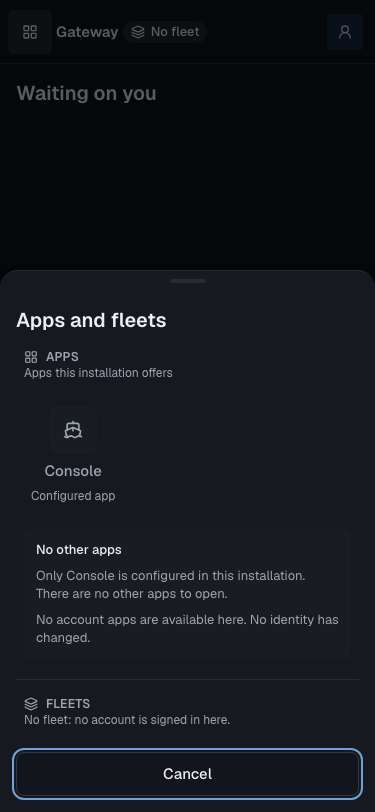 Gateway No fleet
Waiting on you
Apps and fleets
APPS
Apps this installation offers
Console
Configured app
No other apps
Only Console is configured in this installation.
There are no other apps to open.
No account apps are available here. No identity has
changed.
FLEETS
No fleet: no account is signed in here.
Cancel